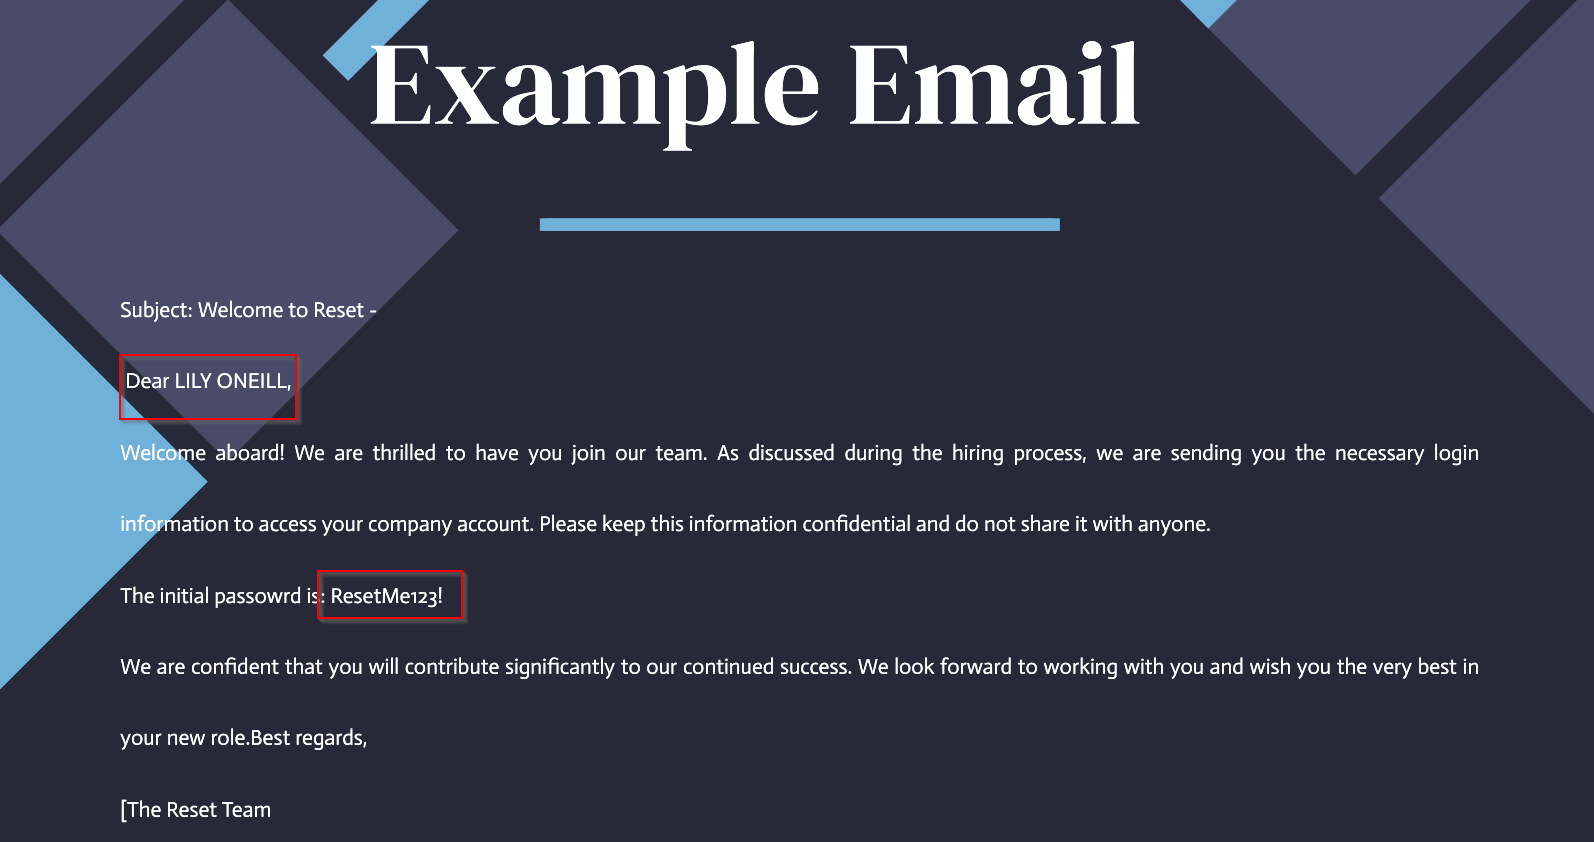 Example Email
Subject: Welcome to Reset -
Dear LILY ONEILL,
Welcome aboard! We are thrilled to have you join our team. As discussed during the hiring process, we are sending you the necessary login
information to access your company account. Please keep this information confidential and do not share it with anyone.
The initial passowrd is: ResetMe123!
We are confident that you will contribute significantly to our continued success. We look forward to working with you and wish you the very best in
your new role.Best regards,
[The Reset Team